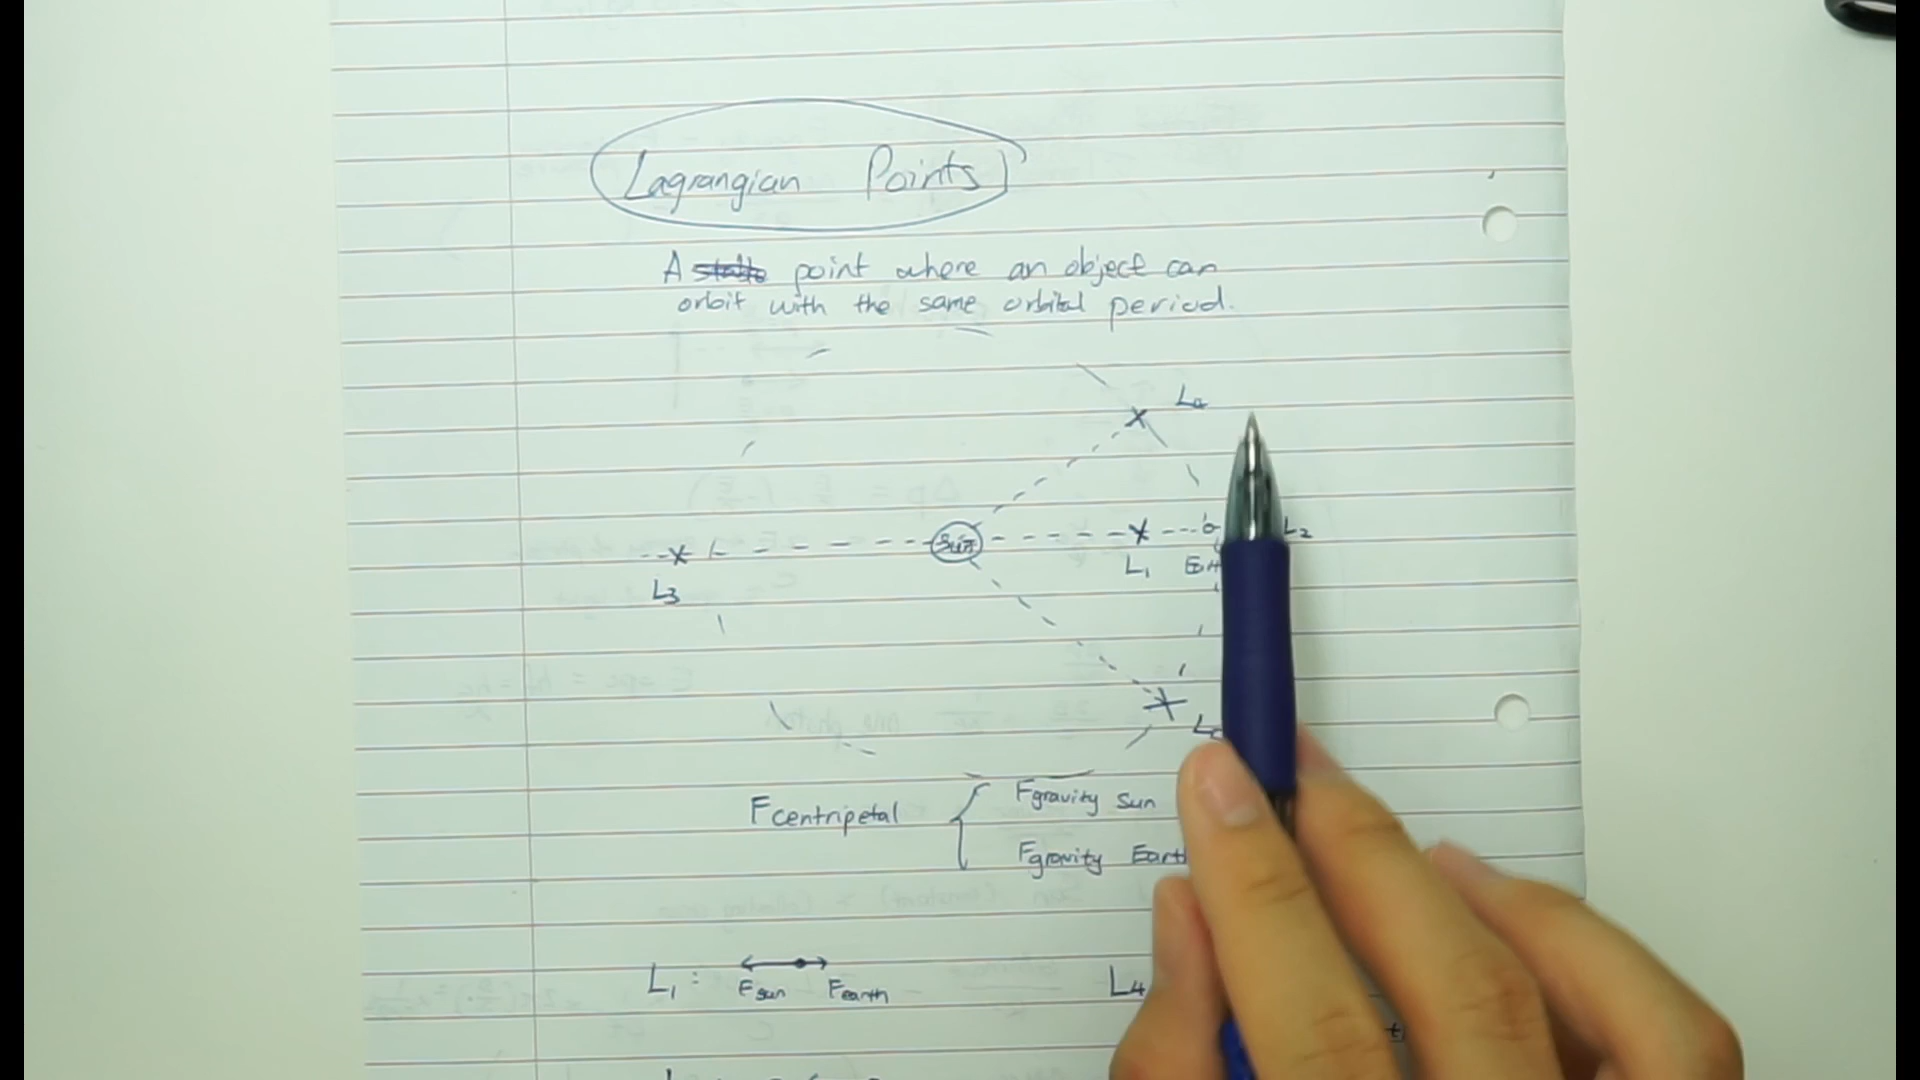 Lagrangian Points
A point where an object can
orbit with the same orbital period.
L4
Sun
L2
L1
L3
Fcentripetal
Fgravity Sun
Fgravity Earth
L1 :
Fsun Fearth
L4